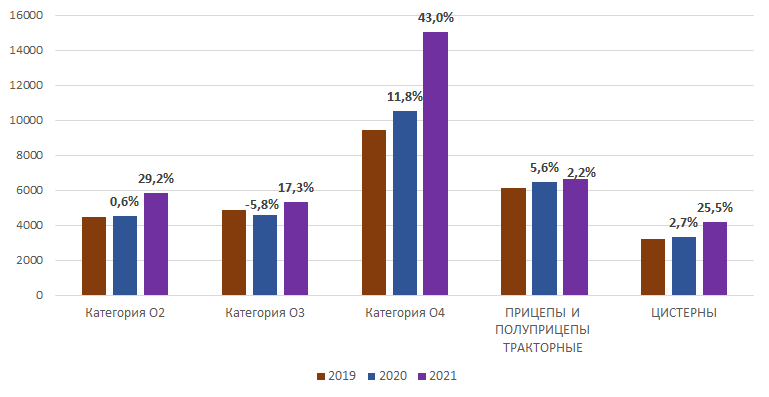 16000
14000
12000
10000
8000
6000
4000
2000
0
29,2%
0,6%
17,3%
-5,8%
43,0%
11,8%
5,6%
2,2%
25,5%
2,7%
Категория О2
Категория О3
Категория О4
ПРИЦЕПЫ И
ПОЛУПРИЦЕПЫ
ТРАКТОРНЫЕ
ЦИСТЕРНЫ
2019 2020 2021